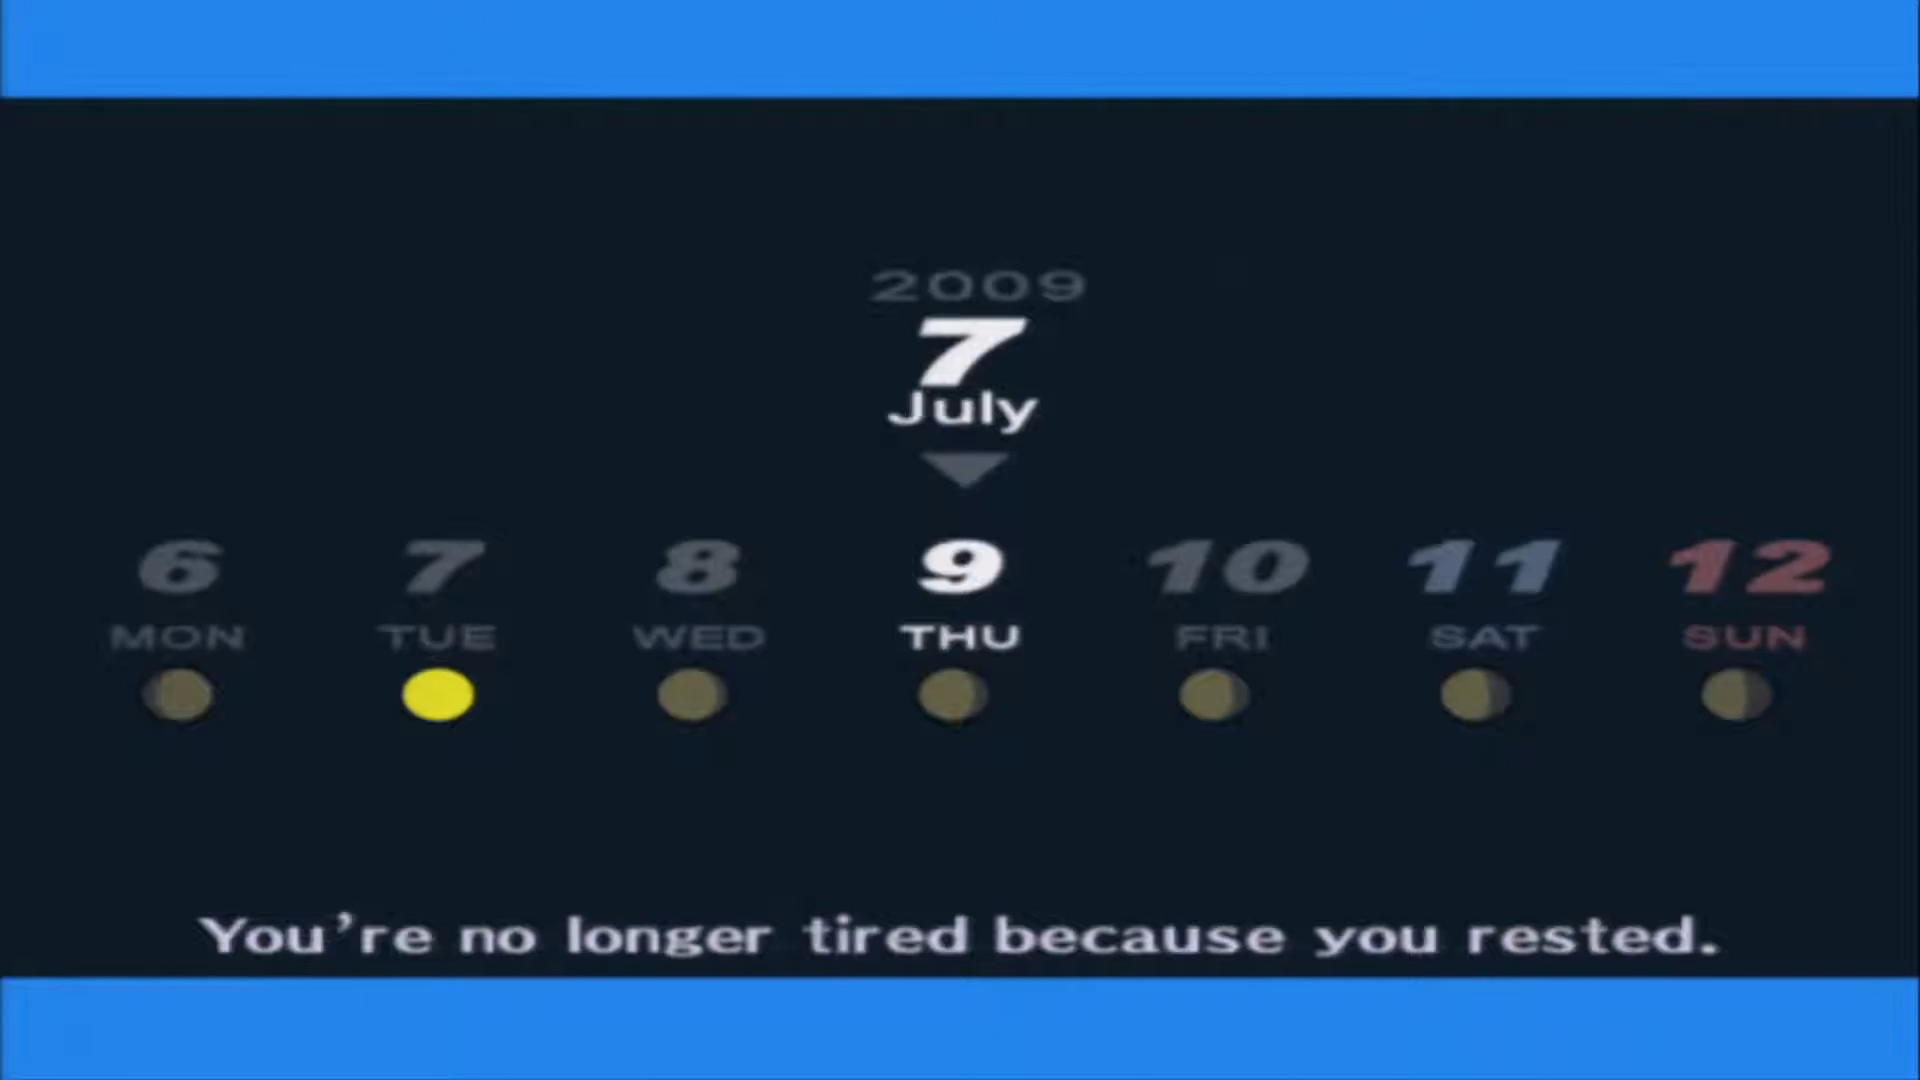 2009
7
July
6 7 8 9 10 11 12
MON TUE WED THU FRI SAT SUN
You're no longer tired because you rested.